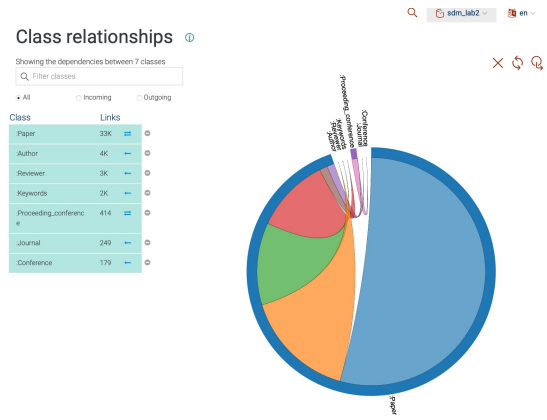 sdm_lab2
en
Class relationships
Showing the dependencies between 7 classes
Filter classes
All
Incoming
Outgoing
Class Links
:Paper 33K
:Author 4K
:Reviewer 3K
:Keywords 2K
:Proceeding_conferenc
e 414
:Journal 249
:Conference 179
:Author
:Reviewer
:Keywords
:Proceeding_conference
:Journal
:Conference
:Paper